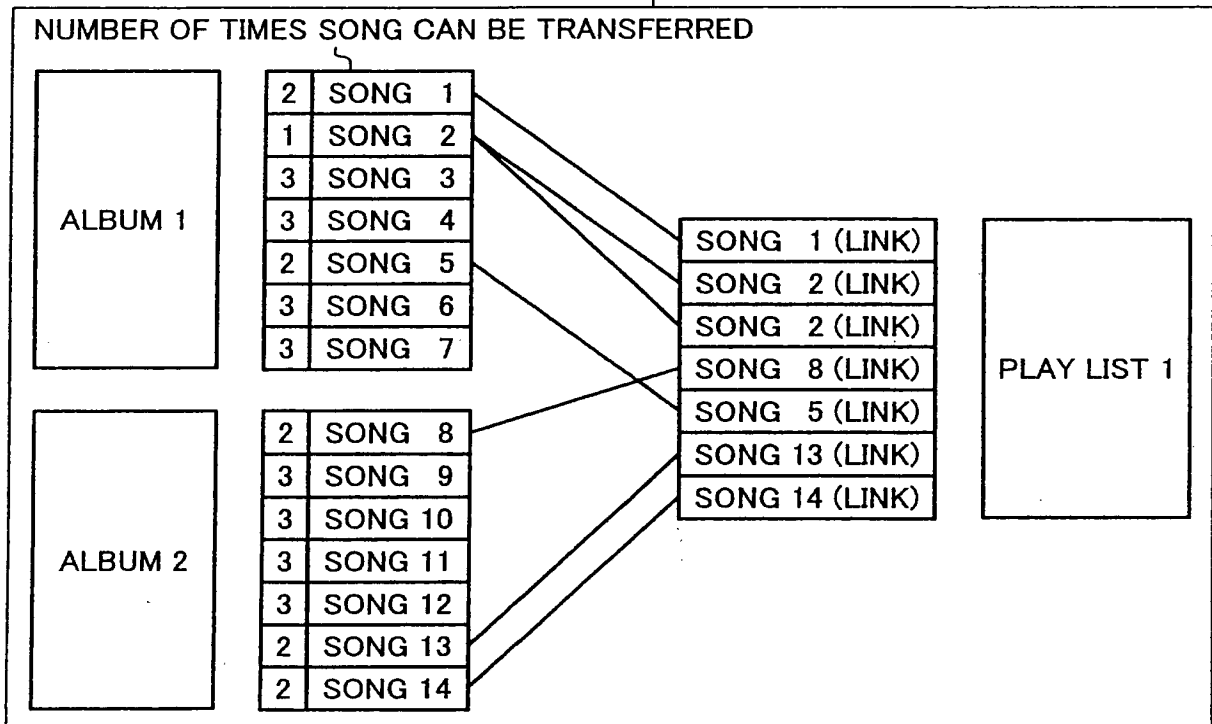 NUMBER OF TIMES SONG CAN BE TRANSFERRED
ALBUM 1
2 SONG 1
1 SONG 2
3 SONG 3
3 SONG 4
2 SONG 5
3 SONG 6
3 SONG 7
ALBUM 2
2 SONG 8
3 SONG 9
3 SONG 10
3 SONG 11
3 SONG 12
2 SONG 13
2 SONG 14
SONG 1 (LINK)
SONG 2 (LINK)
SONG 2 (LINK)
SONG 8 (LINK)
SONG 5 (LINK)
SONG 13 (LINK)
SONG 14 (LINK)
PLAY LIST 1